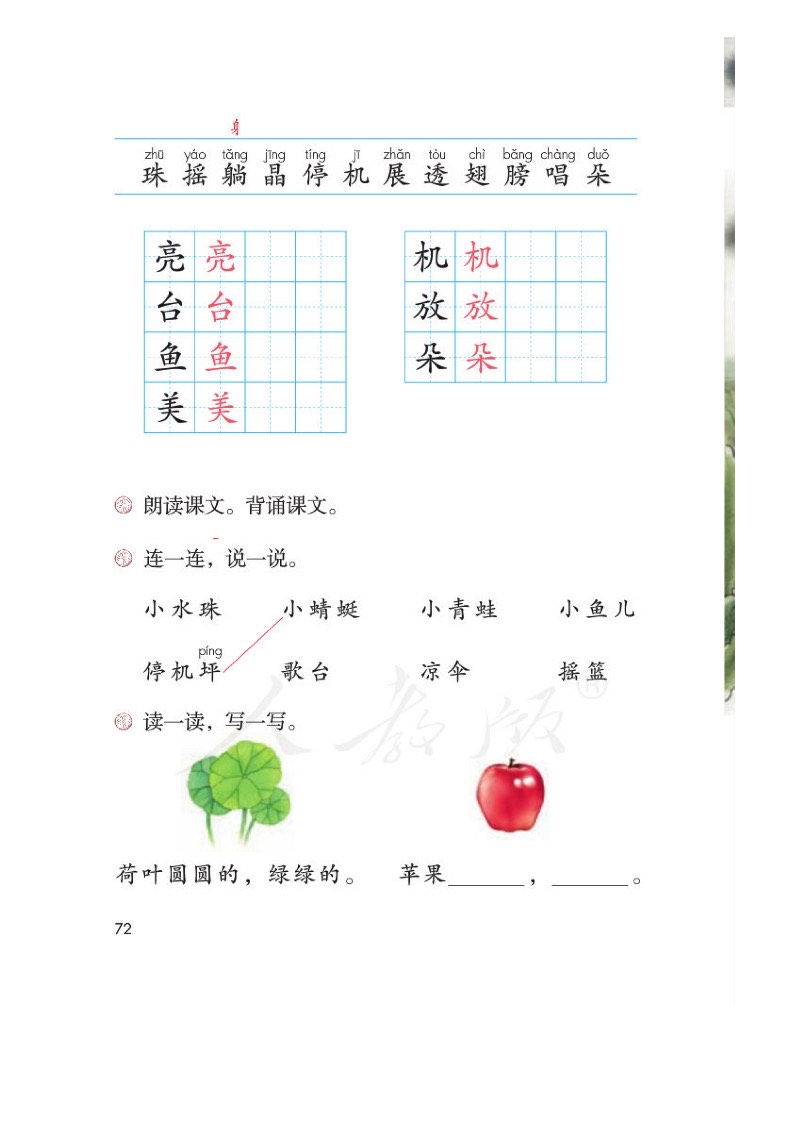 身
zhū yáo tǎng jīng tíng jī zhǎn tòu chì bǎng chàng duǒ
珠 摇 躺 晶 停 机 展 透 翅 膀 唱 朵
亮 亮 机 机
台 台 放 放
鱼 鱼 朵 朵
美 美
朗读课文。背诵课文。
连一连，说一说。
小水珠 小蜻蜓 小青蛙 小鱼儿
píng
停机坪 歌台 凉伞 摇篮
人教版®
读一读，写一写。
荷叶圆圆的，绿绿的。 苹果______，______。
72